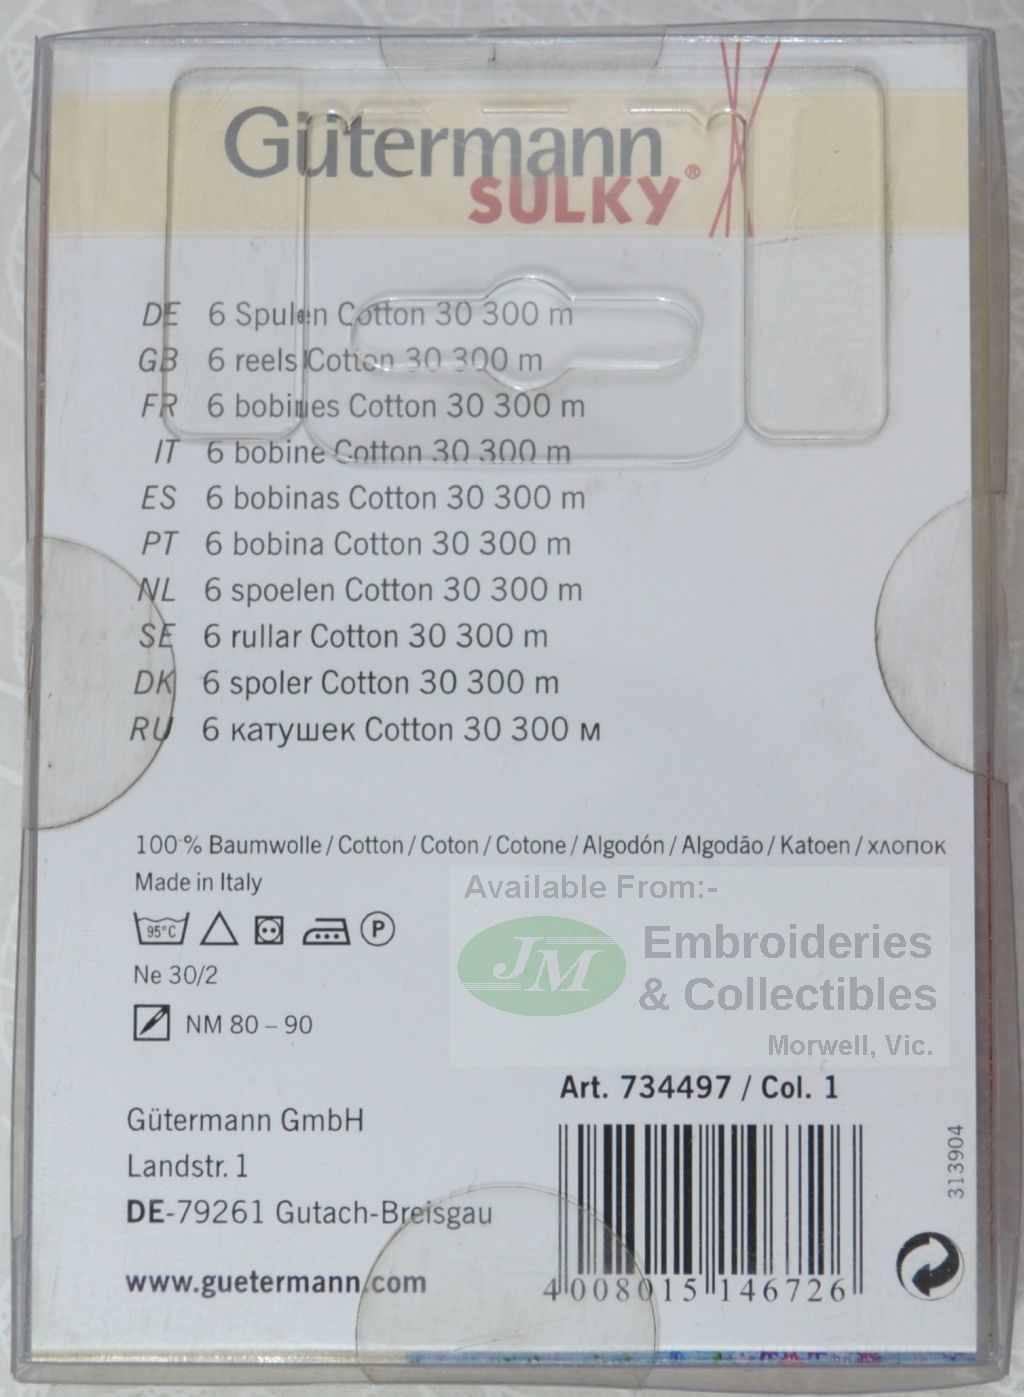 Gütermann
SULKY®
DE 6 Spulen Cotton 30 300 m
GB 6 reels Cotton 30 300 m
FR 6 bobines Cotton 30 300 m
IT 6 bobine Cotton 30 300 m
ES 6 bobinas Cotton 30 300 m
PT 6 bobina Cotton 30 300 m
NL 6 spoelen Cotton 30 300 m
SE 6 rullar Cotton 30 300 m
DK 6 spoler Cotton 30 300 m
RU 6 катушек Cotton 30 300 м
100 % Baumwolle / Cotton / Coton / Cotone / Algodón / Algodão / Katoen / хлопок
Made in Italy
95°C P
Ne 30/2
NM 80 – 90
Available From:-
JM Embroideries
& Collectibles
Morwell, Vic.
Art. 734497 / Col. 1
Gütermann GmbH
Landstr. 1
DE-79261 Gutach-Breisgau
www.guetermann.com
4 008015 146726
313904